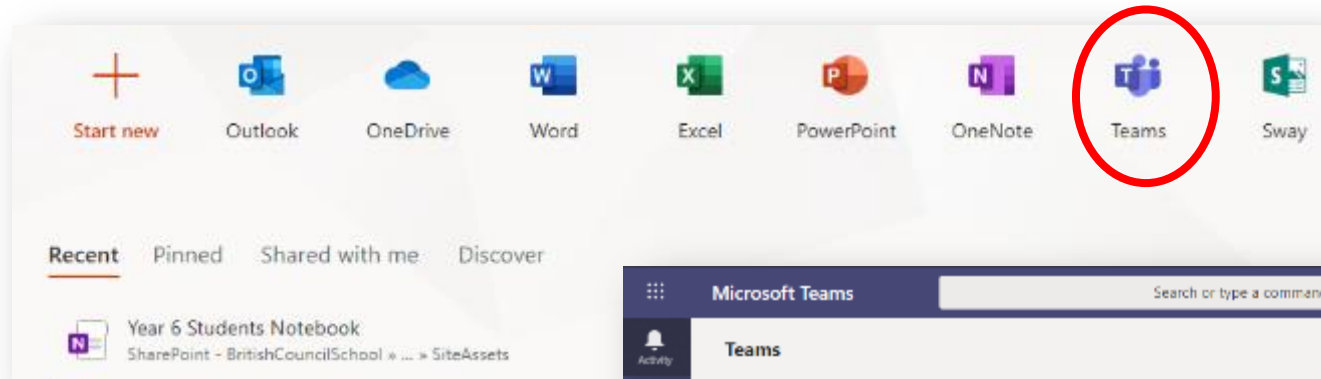 Start new Outlook OneDrive Word Excel PowerPoint OneNote Teams Sway
Recent Pinned Shared with me Discover
Year 6 Students Notebook
SharePoint - BritishCouncilSchool » ... » SiteAssets
Microsoft Teams
Search or type a command
Activity
Teams